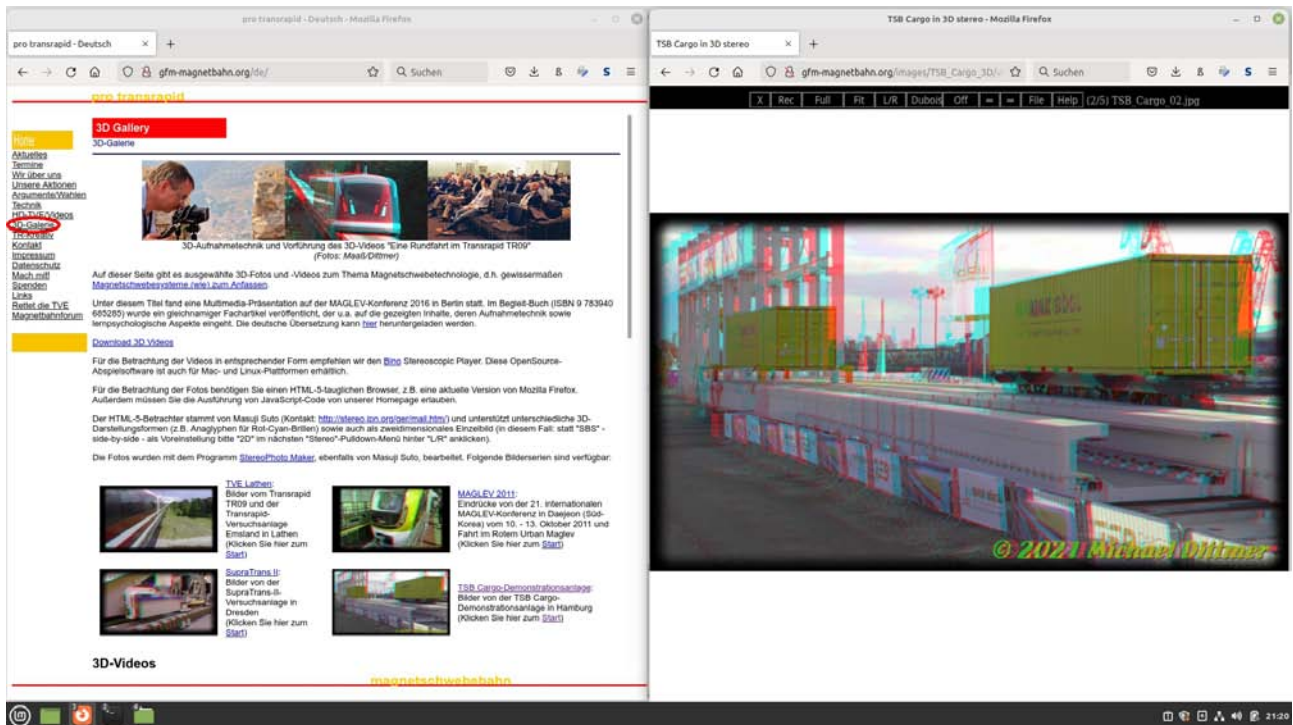 pro transrapid - Deutsch - Mozilla Firefox
pro transrapid - Deutsch × +
gfm-magnetbahn.org/de/
Suchen
pro transrapid
Home
Aktuelles
Termine
Wir über uns
Unsere Aktionen
Argumente/Wahlen
Technik
HD-TVE/Videos
3D-Galerie
TR-Kreativ
Kontakt
Impressum
Datenschutz
Mach mit!
Spenden
Links
Rettet die TVE
Magnetbahnforum
3D Gallery
3D-Galerie
3D-Aufnahmetechnik und Vorführung des 3D-Videos "Eine Rundfahrt im Transrapid TR09"
(Fotos: Maaß/Dittmer)
Auf dieser Seite gibt es ausgewählte 3D-Fotos und -Videos zum Thema Magnetschwebetechnologie, d.h. gewissermaßen
Magnetschwebesysteme (wie) zum Anfassen.
Unter diesem Titel fand eine Multimedia-Präsentation auf der MAGLEV-Konferenz 2016 in Berlin statt. Im Begleit-Buch (ISBN 9 783940
685285) wurde ein gleichnamiger Fachartikel veröffentlicht, der u.a. auf die gezeigten Inhalte, deren Aufnahmetechnik sowie
lernpsychologische Aspekte eingeht. Die deutsche Übersetzung kann hier heruntergeladen werden.
Download 3D Videos
Für die Betrachtung der Videos in entsprechender Form empfehlen wir den Bino Stereoscopic Player. Diese OpenSource-
Abspielsoftware ist auch für Mac- und Linux-Plattformen erhältlich.
Für die Betrachtung der Fotos benötigen Sie einen HTML-5-tauglichen Browser, z.B. eine aktuelle Version von Mozilla Firefox.
Außerdem müssen Sie die Ausführung von JavaScript-Code von unserer Homepage erlauben.
Der HTML-5-Betrachter stammt von Masuji Suto (Kontakt: http://stereo.jpn.org/ger/mail.htm/) und unterstützt unterschiedliche 3D-
Darstellungsformen (z.B. Anaglyphen für Rot-Cyan-Brillen) sowie auch als zweidimensionales Einzelbild (in diesem Fall: statt "SBS" -
side-by-side - als Voreinstellung bitte "2D" im nächsten "Stereo"-Pulldown-Menü hinter "L/R" anklicken).
Die Fotos wurden mit dem Programm StereoPhoto Maker, ebenfalls von Masuji Suto, bearbeitet. Folgende Bilderserien sind verfügbar:
TVE Lathen:
Bilder vom Transrapid
TR09 und der
Transrapid-
Versuchsanlage
Emsland in Lathen
(Klicken Sie hier zum
Start)
MAGLEV 2011:
Eindrücke von der 21. internationalen
MAGLEV-Konferenz in Daejeon (Süd-
Korea) vom 10. - 13. Oktober 2011 und
Fahrt im Rotem Urban Maglev
(Klicken Sie hier zum Start)
SupraTrans II:
Bilder von der
SupraTrans-II-
Versuchsanlage in
Dresden
(Klicken Sie hier zum
Start)
TSB Cargo-Demonstrationsanlage:
Bilder von der TSB Cargo-
Demonstrationsanlage in Hamburg
(Klicken Sie hier zum Start)
3D-Videos
magnetschwebebahn
TSB Cargo in 3D stereo - Mozilla Firefox
TSB Cargo in 3D stereo × +
gfm-magnetbahn.org/images/TSB_Cargo_3D/
Suchen
X Rec Full Fit L/R Dubois Off File Help (2/5) TSB_Cargo_02.jpg
MAX BÖGL
© 2021 Michael Dittmer
21:20